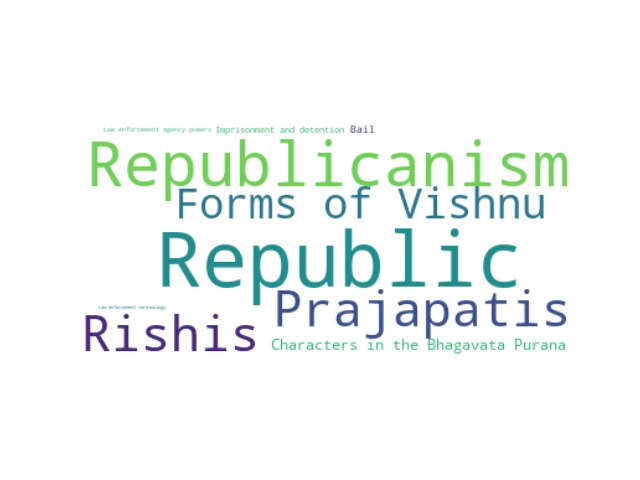 Law enforcement agency powers Imprisonment and detention Bail
Republicanism
Forms of Vishnu
Republic
Prajapatis
Law enforcement terminology
Rishis
Characters in the Bhagavata Purana